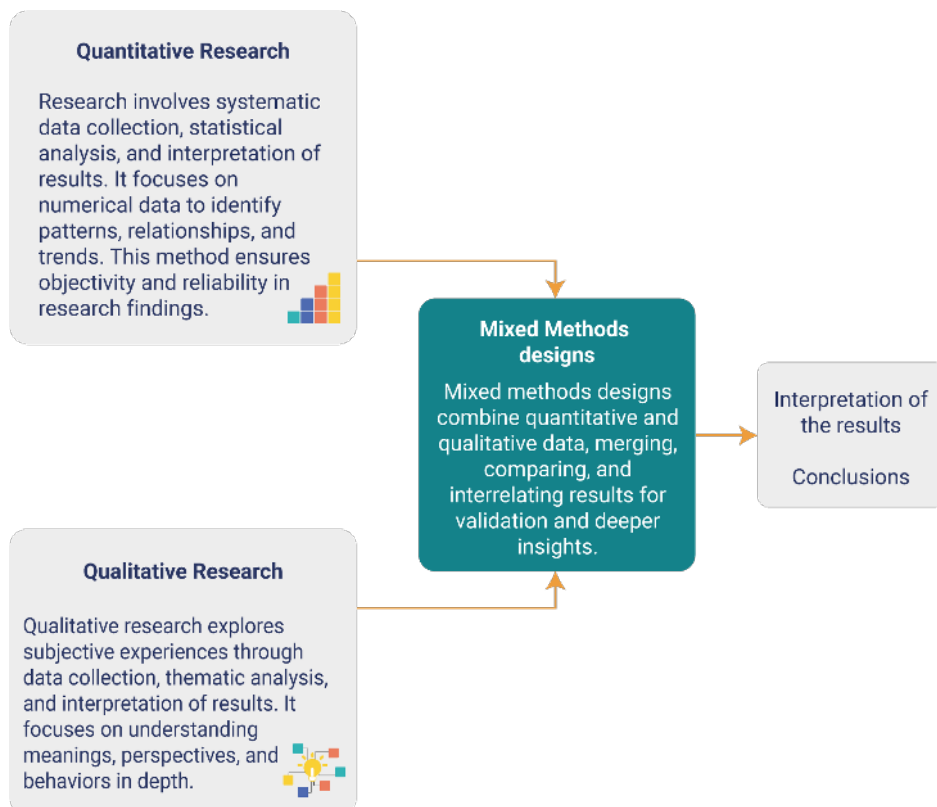 Quantitative Research
Research involves systematic
data collection, statistical
analysis, and interpretation of
results. It focuses on
numerical data to identify
patterns, relationships, and
trends. This method ensures
objectivity and reliability in
research findings.
Mixed Methods
designs
Mixed methods designs
combine quantitative and
qualitative data, merging,
comparing, and
interrelating results for
validation and deeper
insights.
Interpretation of
the results
Conclusions
Qualitative Research
Qualitative research explores
subjective experiences through
data collection, thematic analysis,
and interpretation of results. It
focuses on understanding
meanings, perspectives, and
behaviors in depth.